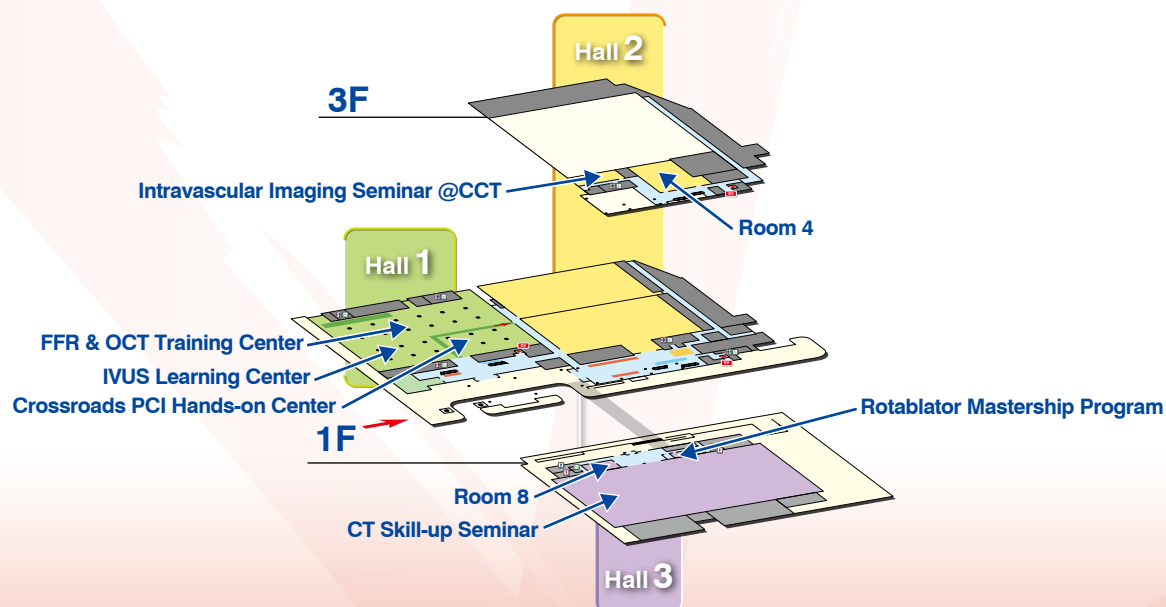 Hall 2
3F
Intravascular Imaging Seminar @CCT
Room 4
Hall 1
FFR & OCT Training Center
IVUS Learning Center
Crossroads PCI Hands-on Center
1F
Rotablator Mastership Program
Room 8
CT Skill-up Seminar
Hall 3